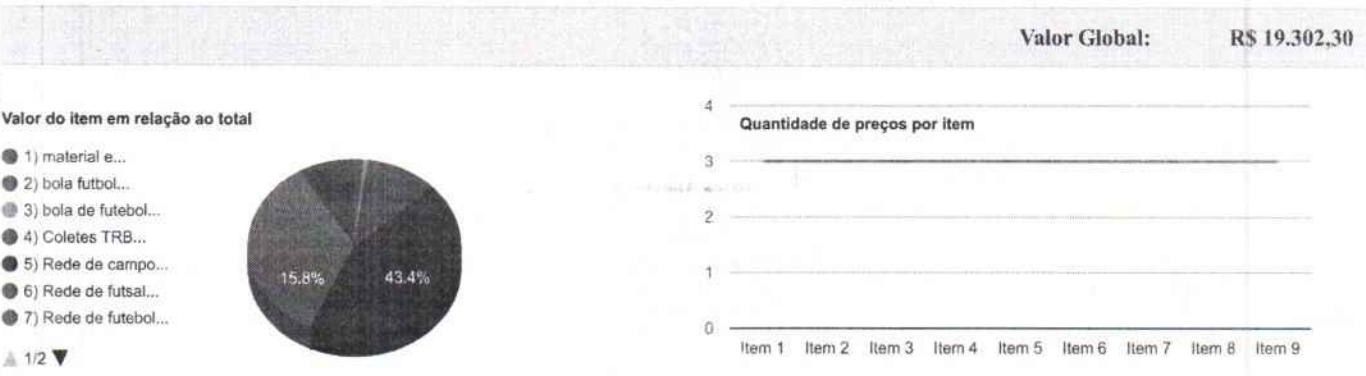 Valor Global: R$ 19.302,30
Valor do item em relação ao total
1) material e...
2) bola futbol...
3) bola de futebol...
4) Coletes TRB...
5) Rede de campo...
6) Rede de futsal...
7) Rede de futebol...
1/2
15.8%
43.4%
Quantidade de preços por item
4
3
2
1
0
Item 1 Item 2 Item 3 Item 4 Item 5 Item 6 Item 7 Item 8 Item 9